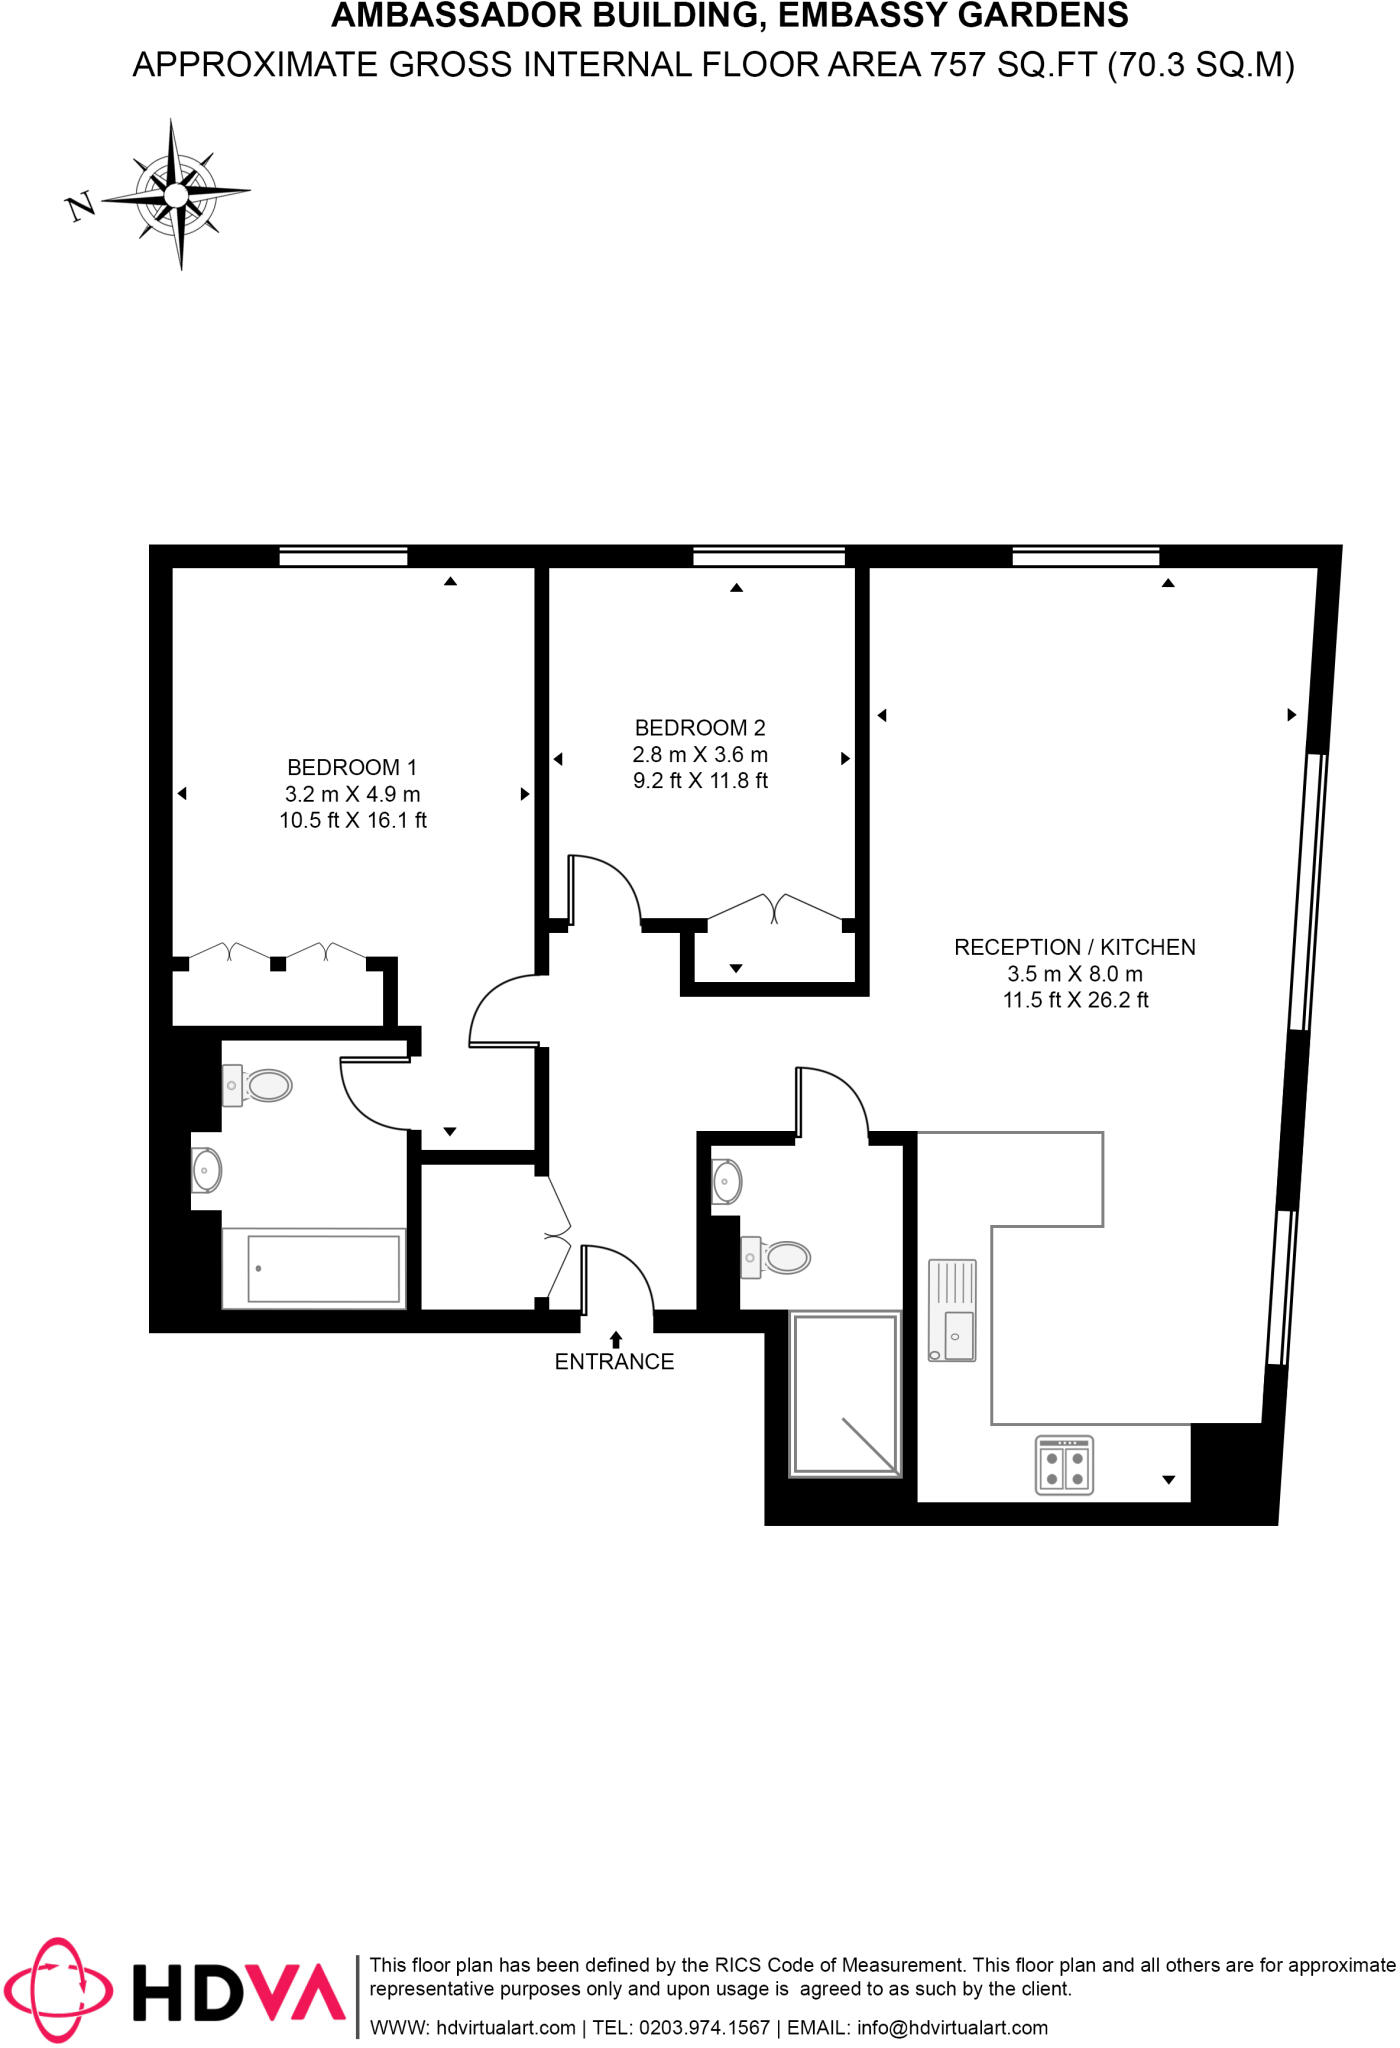 AMBASSADOR BUILDING, EMBASSY GARDENS
APPROXIMATE GROSS INTERNAL FLOOR AREA 757 SQ.FT (70.3 SQ.M)
N
BEDROOM 2
2.8 m X 3.6 m
9.2 ft X 11.8 ft
BEDROOM 1
3.2 m X 4.9 m
10.5 ft X 16.1 ft
RECEPTION / KITCHEN
3.5 m X 8.0 m
11.5 ft X 26.2 ft
ENTRANCE
HDVA
This floor plan has been defined by the RICS Code of Measurement. This floor plan and all others are for approximate
representative purposes only and upon usage is agreed to as such by the client.
WWW: hdvirtualart.com | TEL: 0203.974.1567 | EMAIL: info@hdvirtualart.com